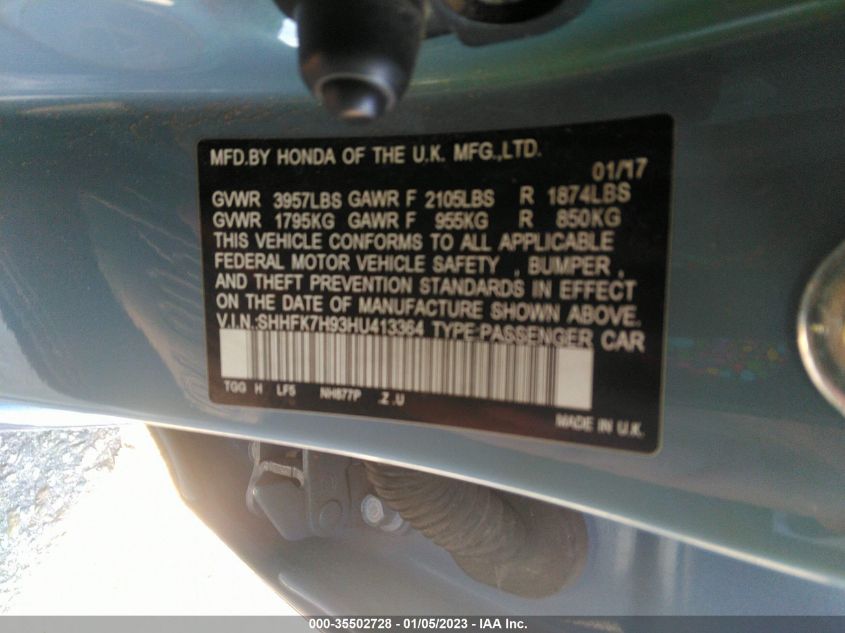 MFD.BY HONDA OF THE U.K. MFG.,LTD.
01/17
GVWR 3957LBS GAWR F 2105LBS R 1874LBS
GVWR 1795KG GAWR F 955KG R 850KG
THIS VEHICLE CONFORMS TO ALL APPLICABLE
FEDERAL MOTOR VEHICLE SAFETY , BUMPER ,
AND THEFT PREVENTION STANDARDS IN EFFECT
ON THE DATE OF MANUFACTURE SHOWN ABOVE.
V.I.N.:SHHFK7H93HU413364 TYPE:PASSENGER CAR
TGG H LF5 NH877P Z U
MADE IN U.K.
000-35502728 — 01/05/2023 — IAA Inc.